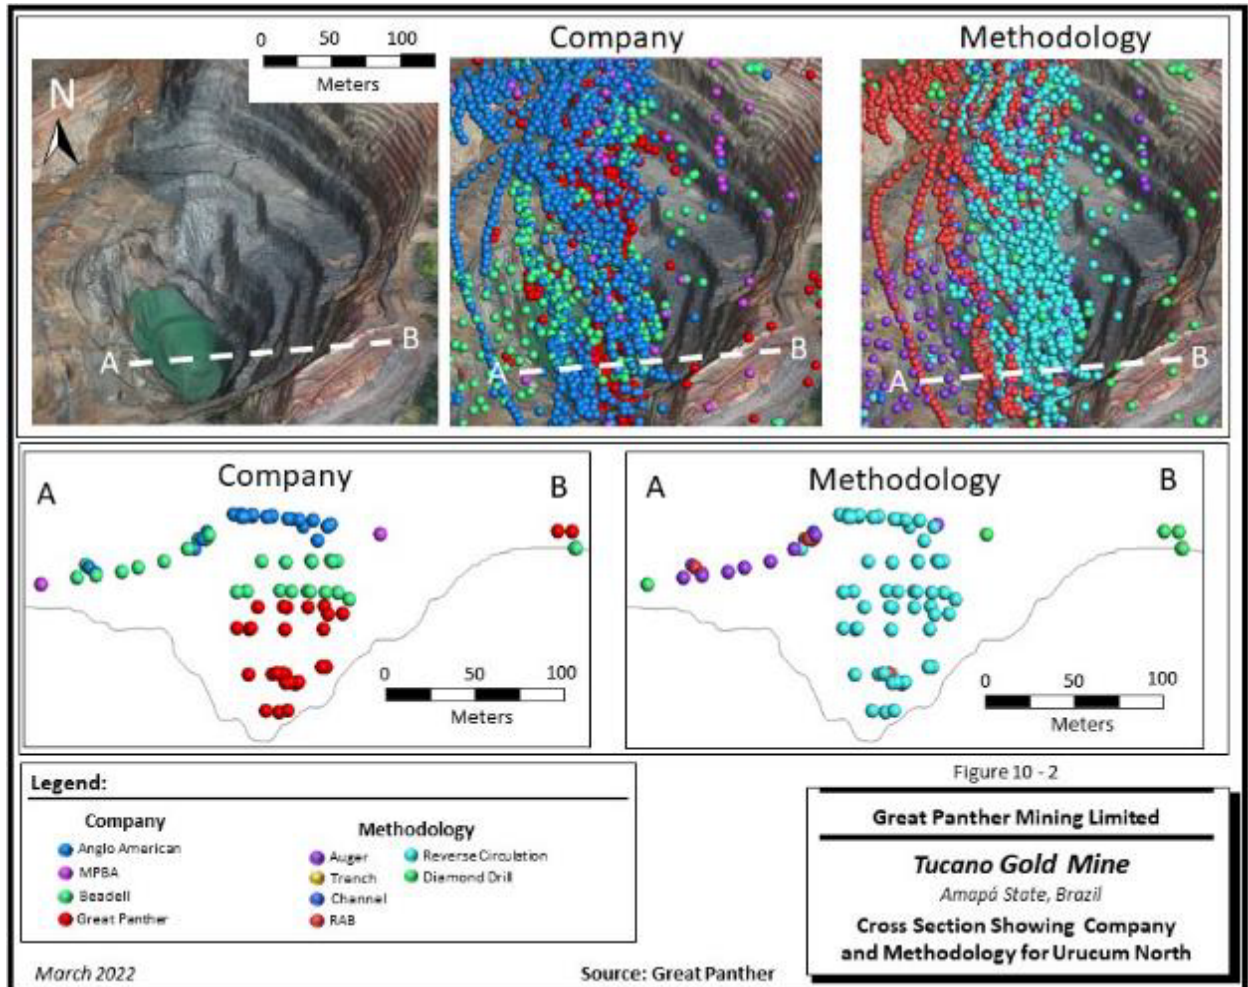 0 50 100
Meters
N
A
B
Company
A
B
Methodology
A
B
Company
A
B
0 50 100
Meters
Methodology
A
B
0 50 100
Meters
Legend:
Company
Anglo American
MPBA
Beadell
Great Panther
Methodology
Auger
Trench
Channel
RAB
Reverse Circulation
Diamond Drill
March 2022
Source: Great Panther
Figure 10 - 2
Great Panther Mining Limited
Tucano Gold Mine
Amapá State, Brazil
Cross Section Showing Company
and Methodology for Urucum North